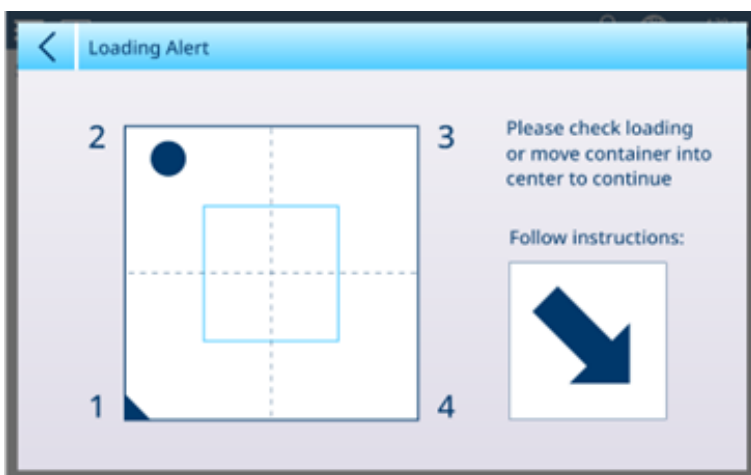 Loading Alert
2
3
Please check loading
or move container into
center to continue
Follow instructions:
1
4